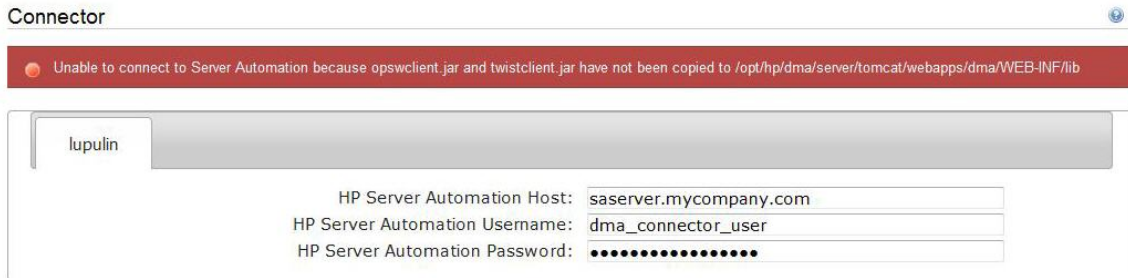 Connector
Unable to connect to Server Automation because opswclient.jar and twistclient.jar have not been copied to /opt/hp/dma/server/tomcat/webapps/dma/WEB-INF/lib
lupulin
HP Server Automation Host: saserver.mycompany.com
HP Server Automation Username: dma_connector_user
HP Server Automation Password: •••••••••••••••••